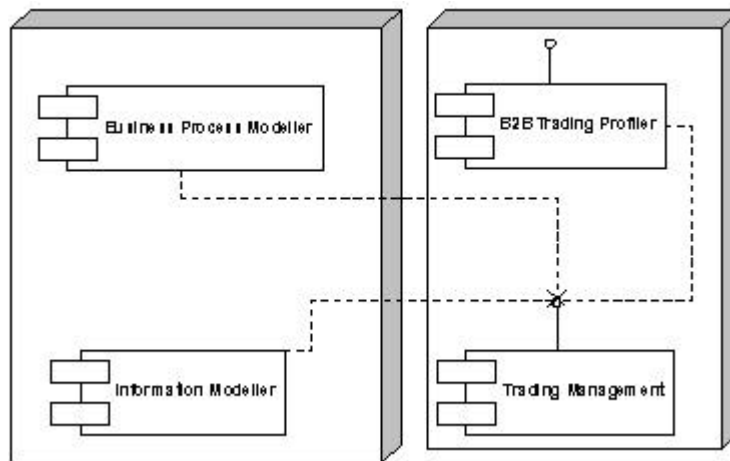 Business Process Modeller
B2B Trading Profiler
Information Modeller
Trading Management